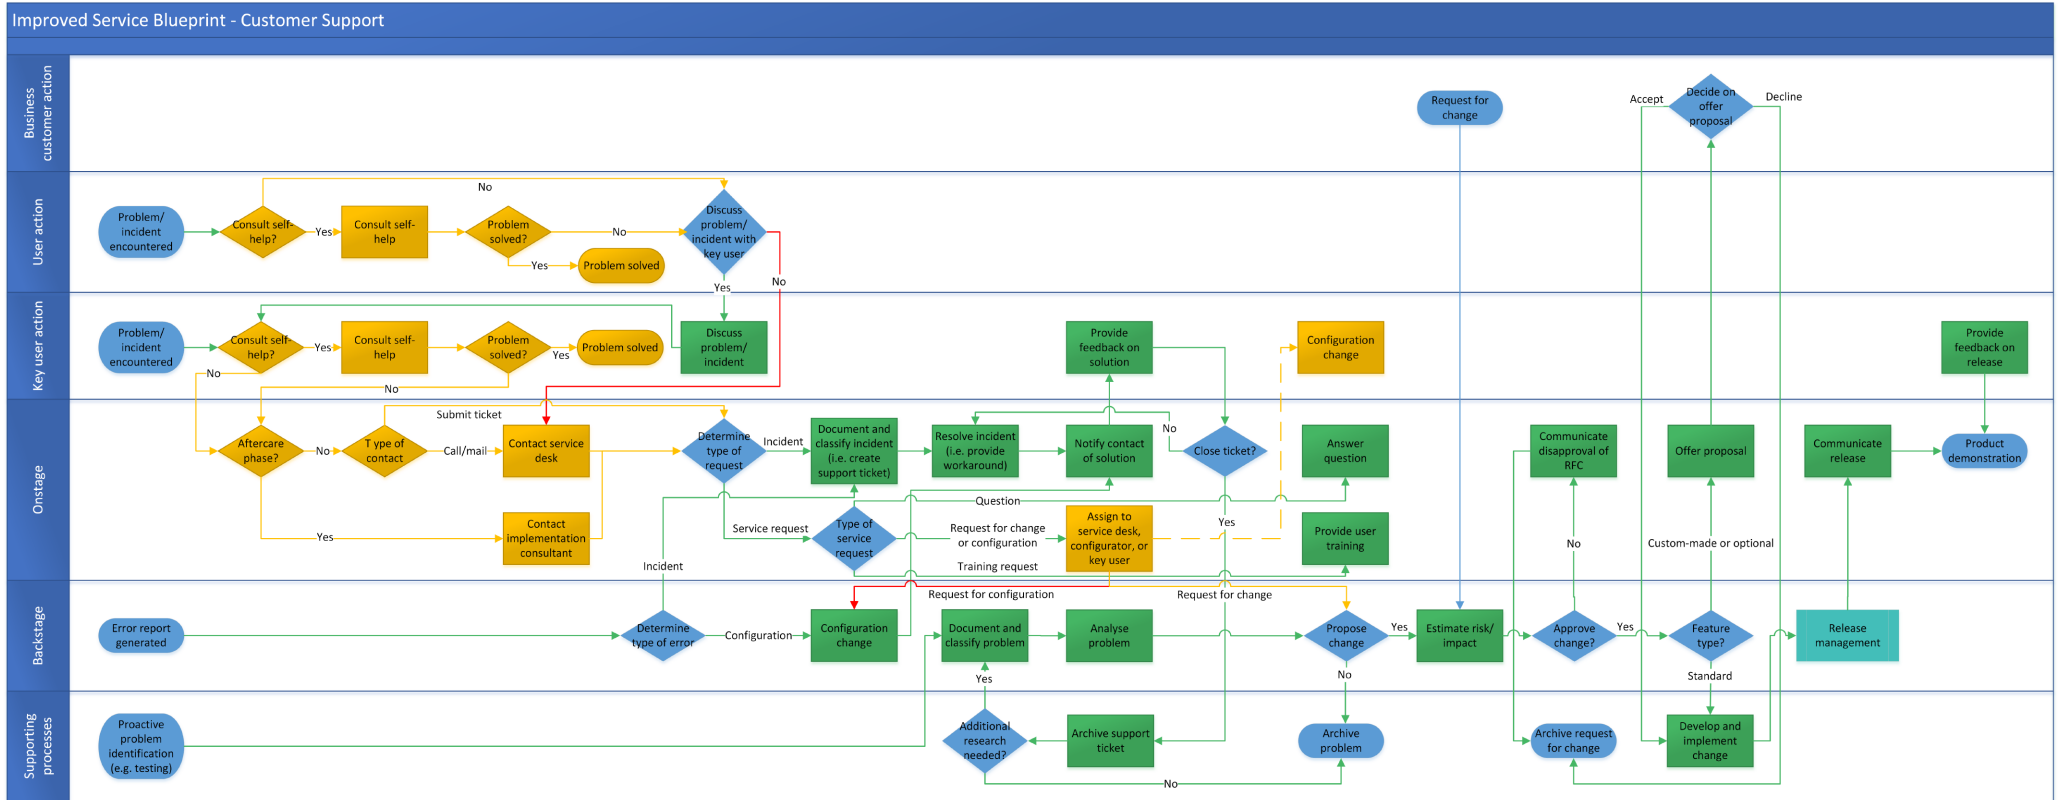 Improved Service Blueprint - Customer Support
Business
customer action
Request for
change
Accept
Decide on
offer
proposal
Decline
User action
No
Problem/
incident
encountered
Consult self-
help?
Yes
Consult self-
help
Problem
solved?
No
Discuss
problem/
incident with
key user
Yes
Problem solved
No
Yes
Key user action
Problem/
incident
encountered
Consult self-
help?
Yes
Consult self-
help
Problem
solved?
Yes
Problem solved
Discuss
problem/
incident
Provide
feedback on
solution
Configuration
change
Provide
feedback on
release
No
No
Onstage
Submit ticket
Aftercare
phase?
No
T ype of
contact
Call/mail
Contact service
desk
Determine
type of
request
Incident
Document and
classify incident
(i.e. create
support ticket)
Resolve incident
(i.e. provide
workaround)
Notify contact
of solution
No
Close ticket?
Answer
question
Communicate
disapproval of
RFC
Offer proposal
Communicate
release
Product
demonstration
Question
Yes
Contact
implementation
consultant
Service request
Type of
service
request
Request for change
or configuration
Assign to
service desk,
configurator, or
key user
Yes
Provide user
training
No
Custom-made or optional
Incident
Training request
Backstage
Request for configuration
Request for change
Error report
generated
Determine
type of error
Configuration
Configuration
change
Document and
classify problem
Analyse
problem
Propose
change
Yes
Estimate risk/
impact
Approve
change?
Yes
Feature
type?
Release
management
Yes
No
Standard
Supporting
processes
Proactive
problem
identification
(e.g. testing)
Additional
research
needed?
Archive support
ticket
Archive
problem
Archive request
for change
Develop and
implement
change
No